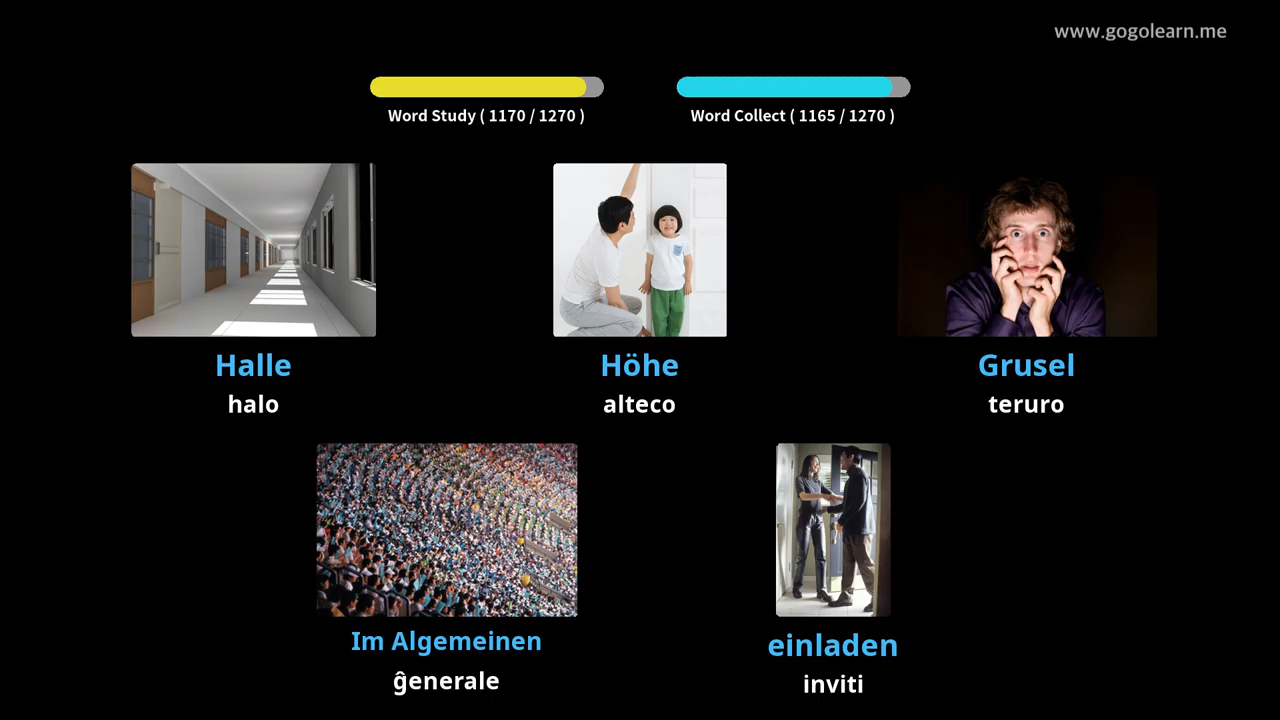 www.gogolearn.me
Word Study ( 1170 / 1270 )
Word Collect ( 1165 / 1270 )
Halle
halo
Höhe
alteco
Grusel
teruro
Im Algemeinen
ĝenerale
einladen
inviti